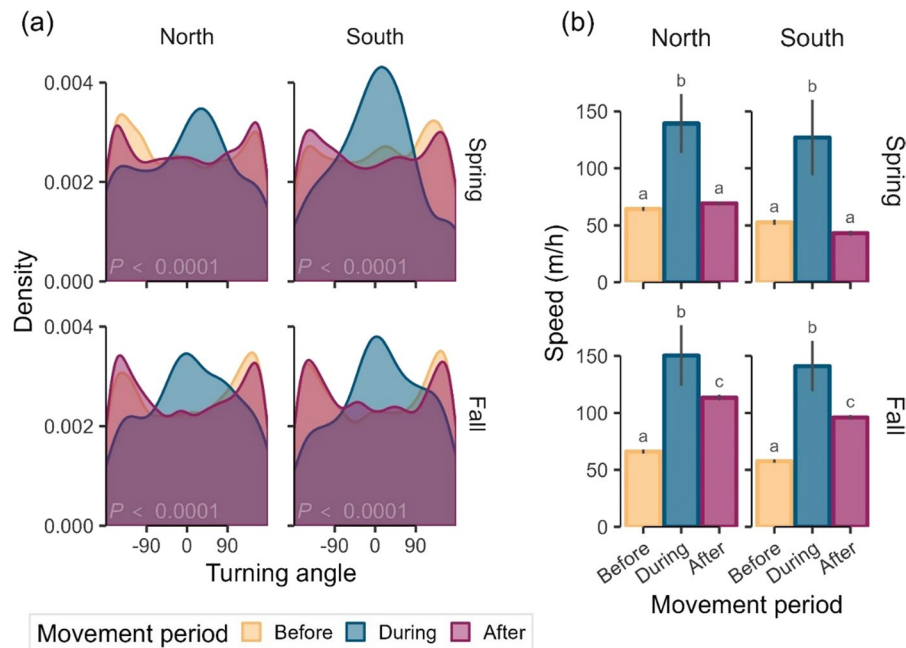 (a)
North
South
Density
0.004
0.002
0.000
P < 0.0001
P < 0.0001
Spring
0.004
0.002
0.000
P < 0.0001
P < 0.0001
Fall
-90 0 90
-90 0 90
Turning angle
(b)
North
South
Speed (m/h)
150
100
50
0
a b a
a b a
Spring
150
100
50
0
a b c
a b c
Fall
Before During After
Before During After
Movement period
Movement period Before During After